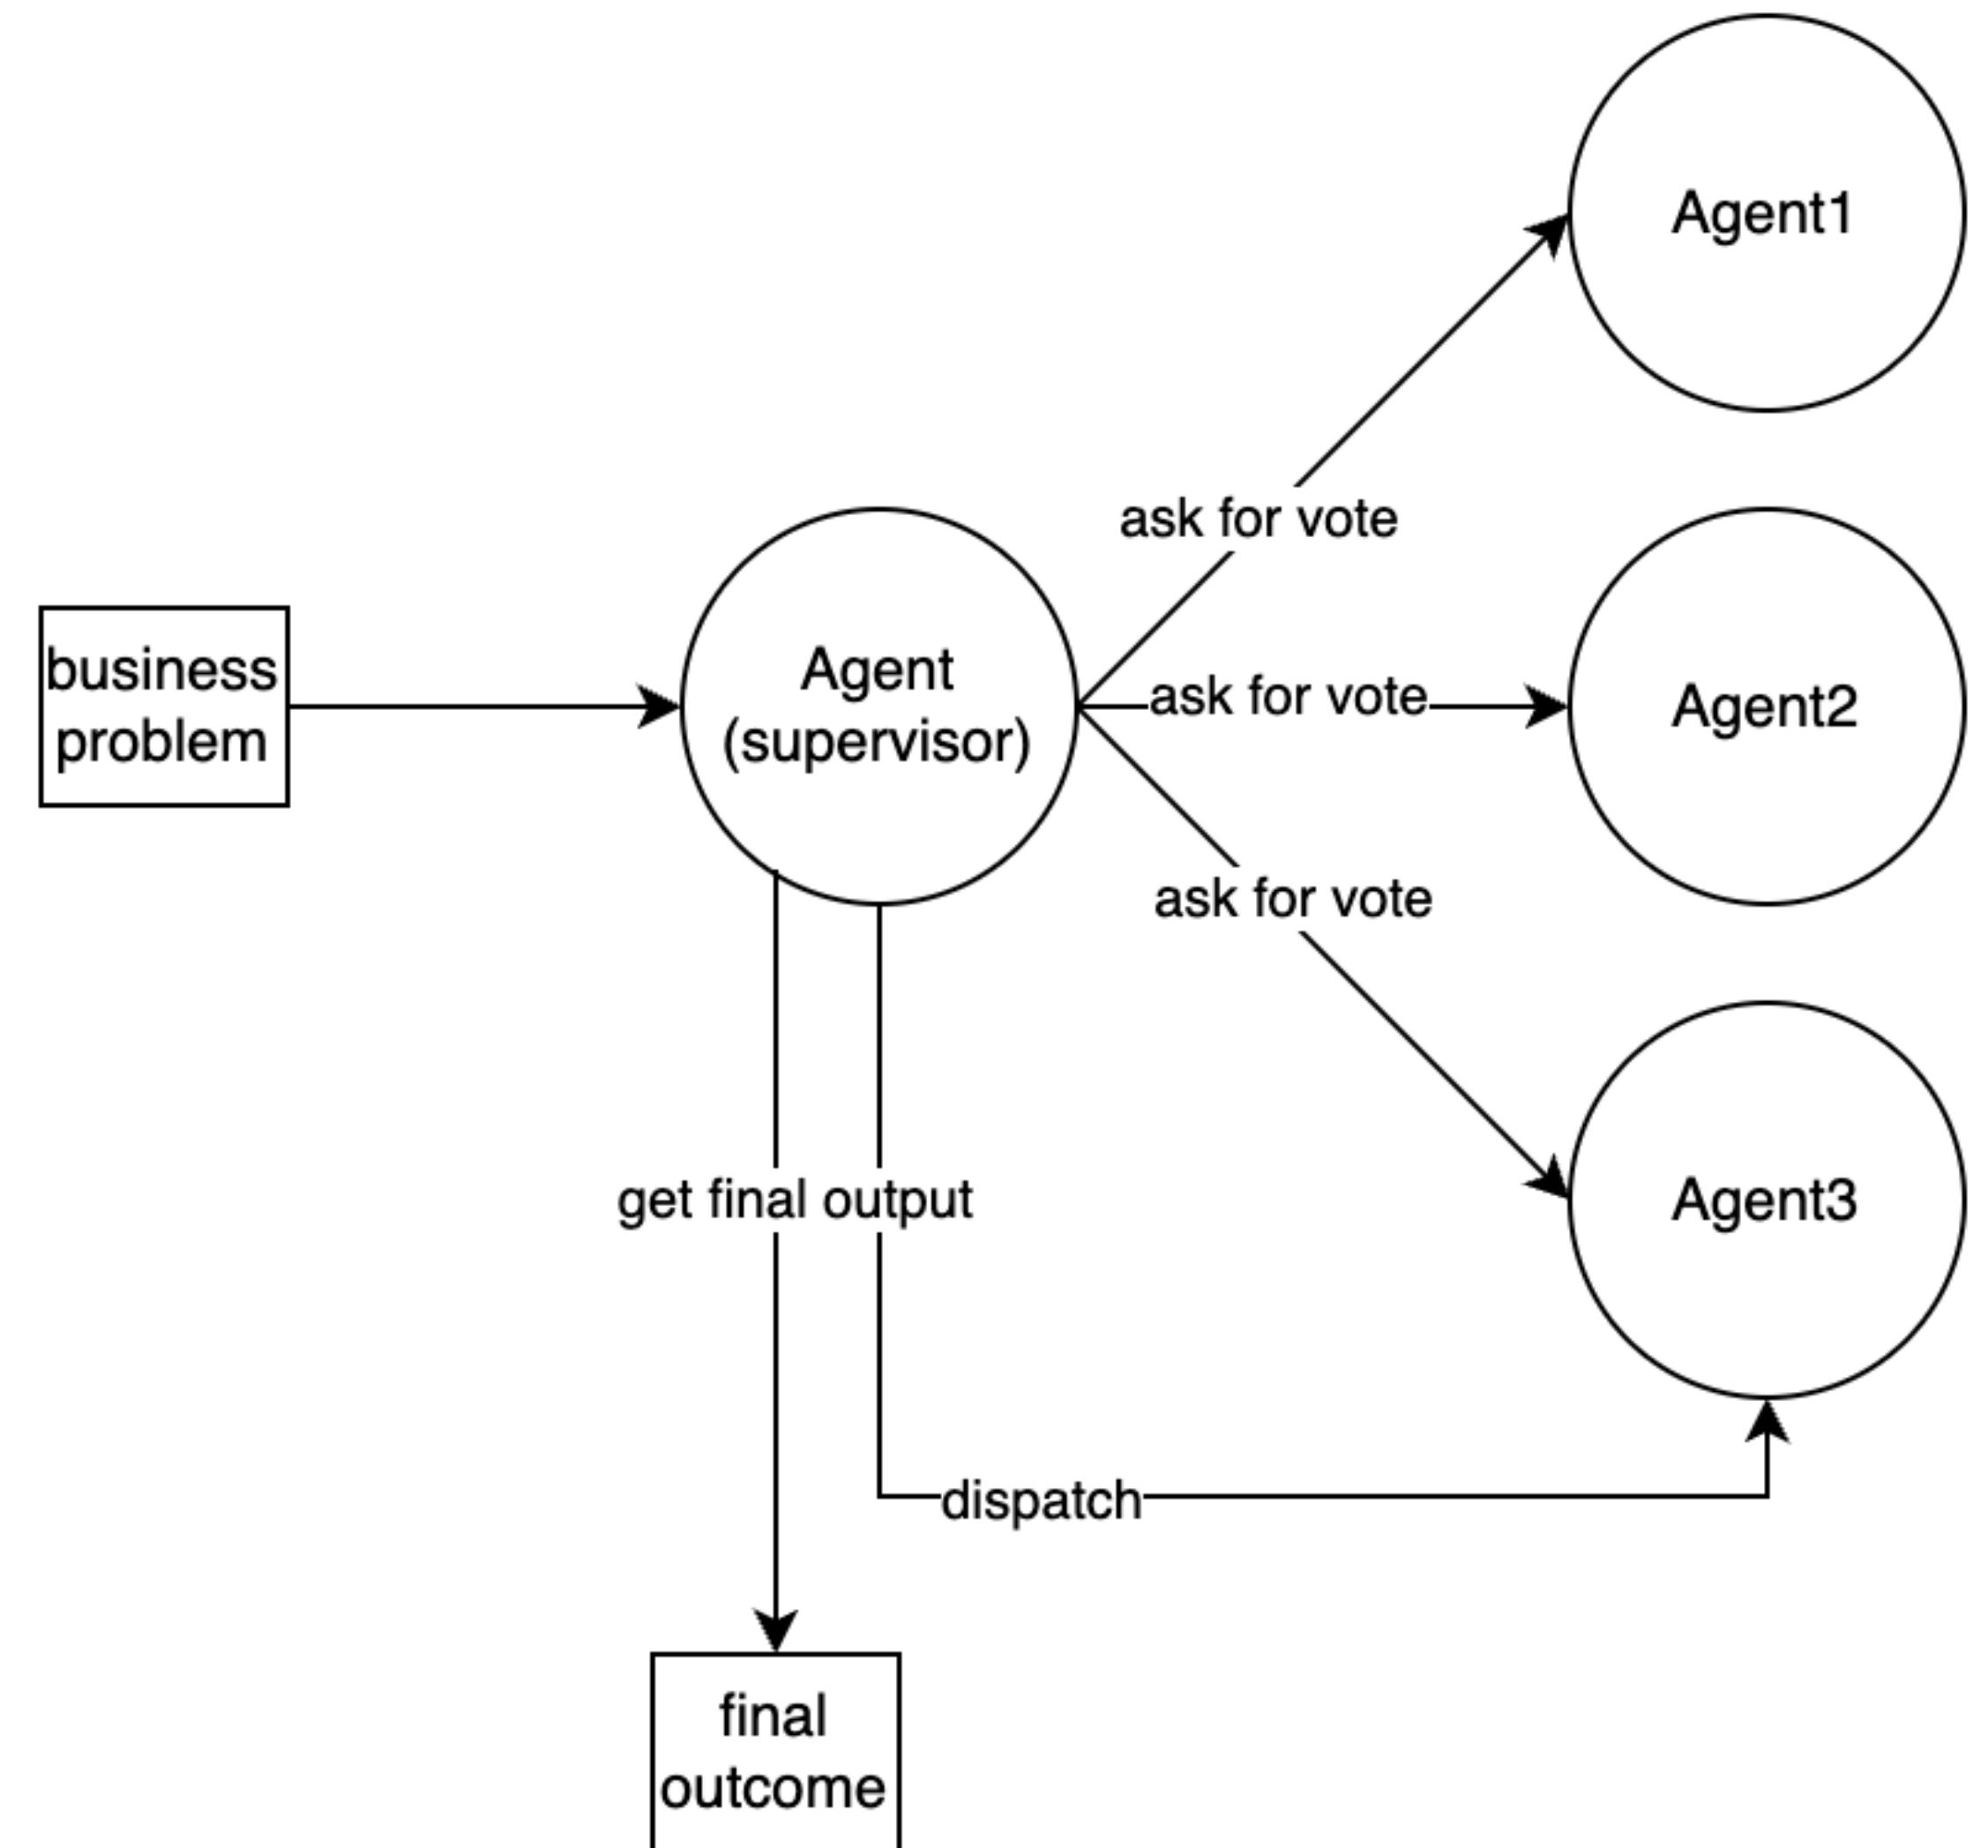 Agent1
ask for vote
business
problem
Agent
(supervisor)
ask for vote
Agent2
ask for vote
get final output
Agent3
dispatch
final
outcome